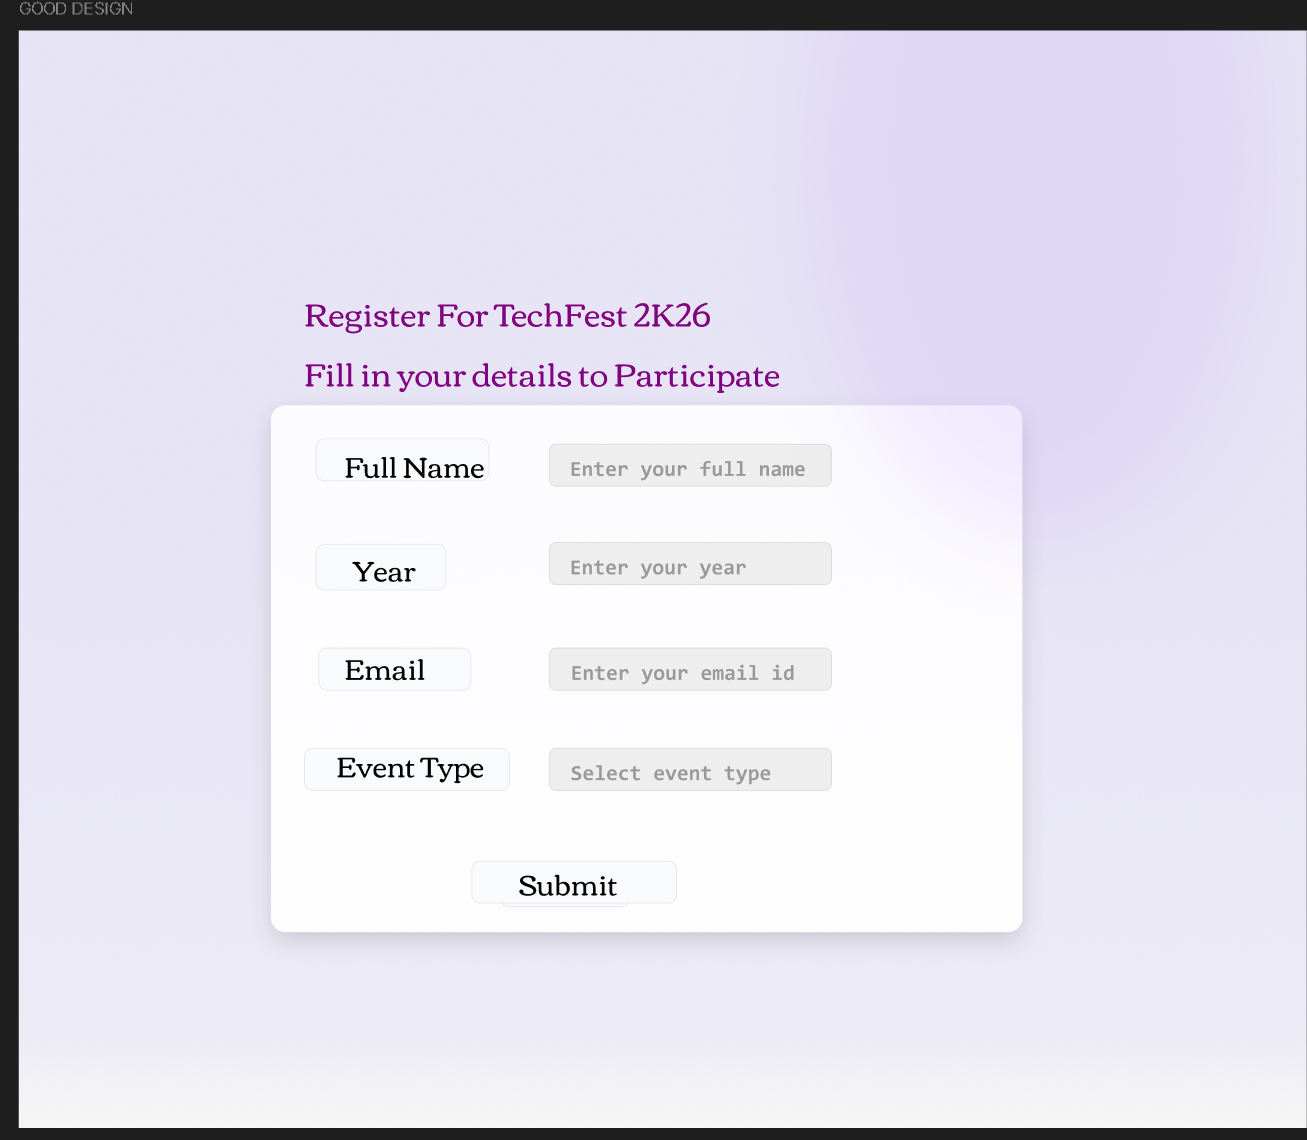 GOOD DESIGN
Register For TechFest 2K26
Fill in your details to Participate
Full Name
Enter your full name
Year
Enter your year
Email
Enter your email id
Event Type
Select event type
Submit